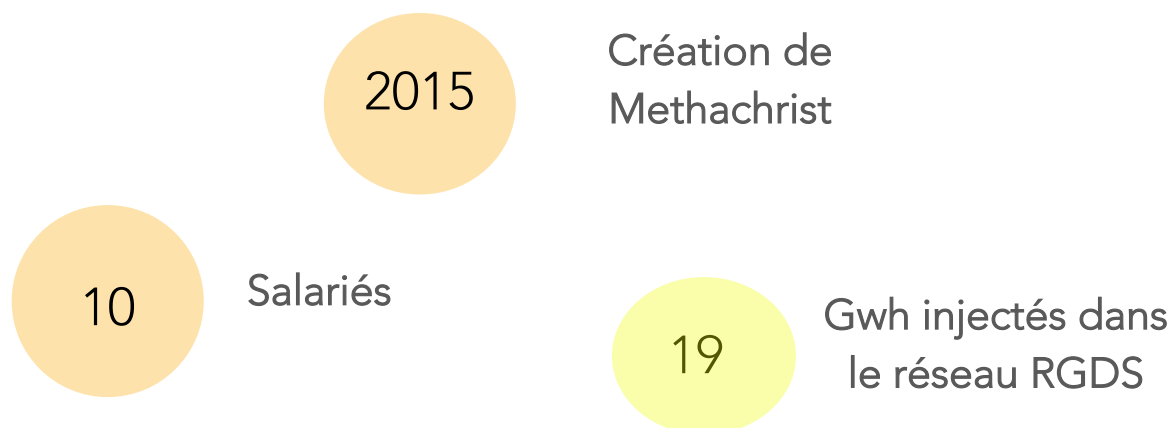 2015
Création de
Methachrist
10
Salariés
19
Gwh injectés dans
le réseau RGDS